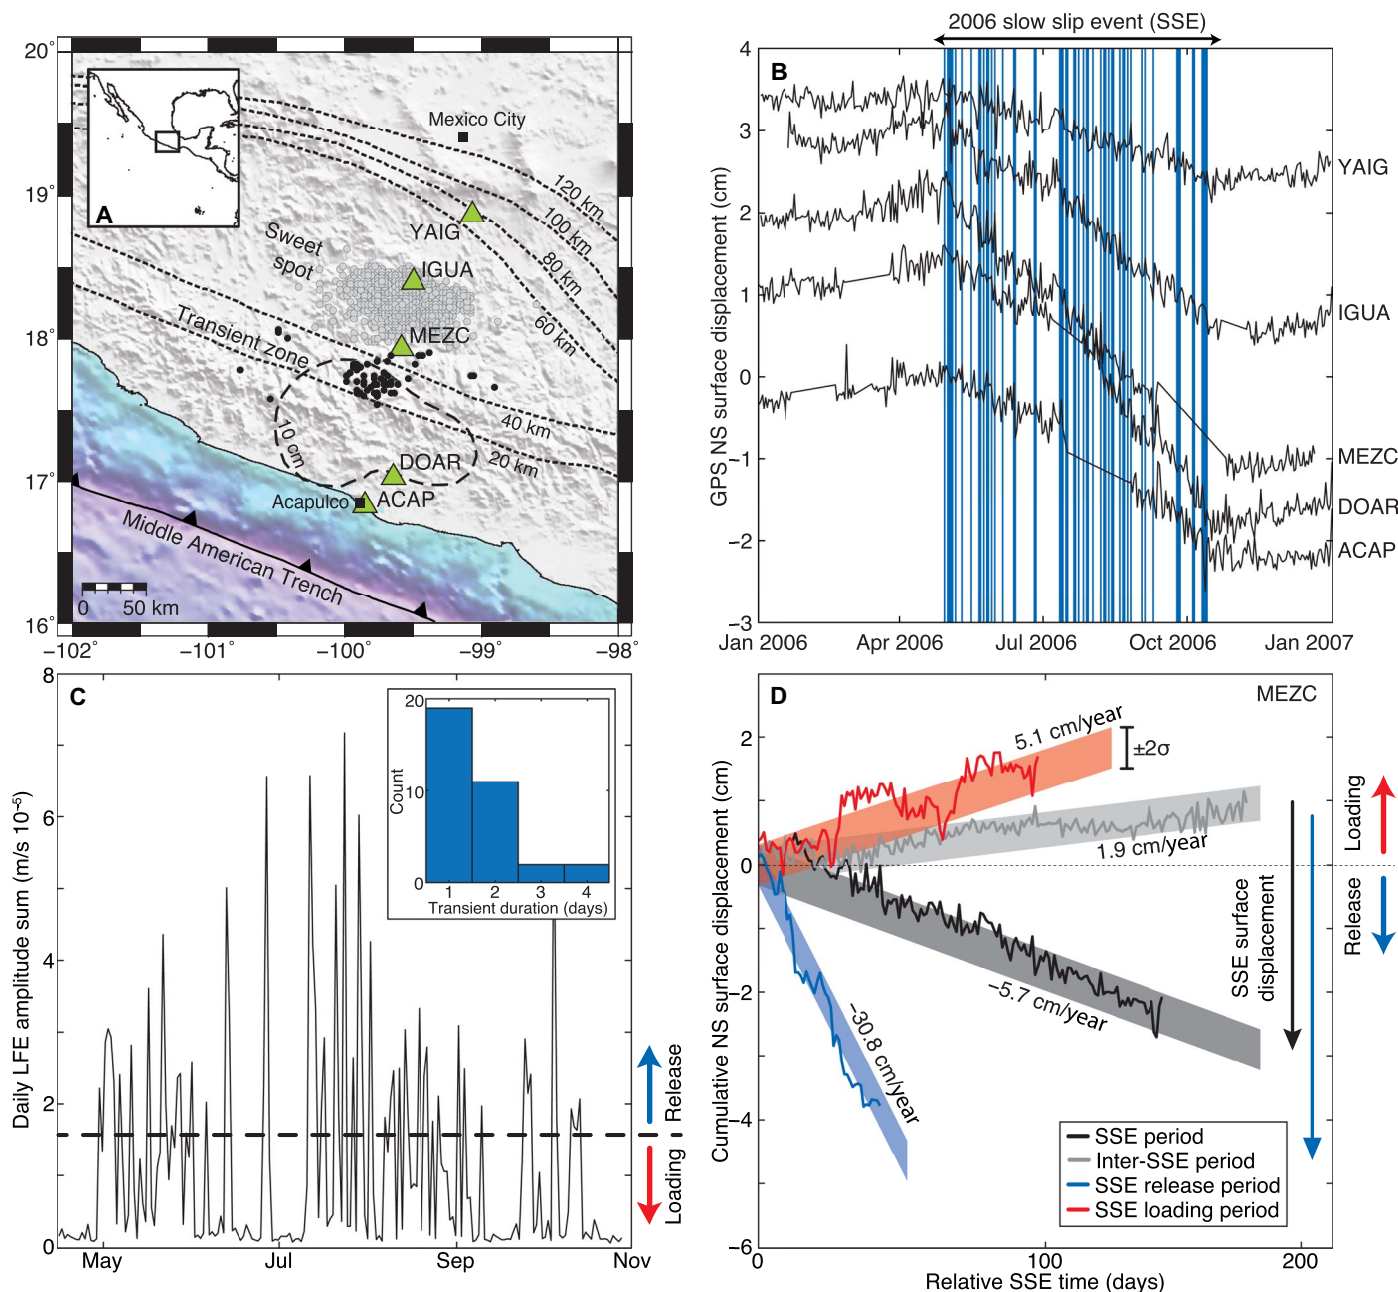 A
20°
19°
18°
17°
16°
−102°
−101°
−100°
−99°
−98°
Mexico City
120 km
100 km
80 km
60 km
40 km
20 km
YAIG
Sweet
spot
IGUA
MEZC
Transient zone
10 cm
DOAR
Acapulco
ACAP
Middle American Trench
0
50 km
2006 slow slip event (SSE)
B
GPS NS surface displacement (cm)
4
3
2
1
0
−1
−2
−3
Jan 2006
Apr 2006
Jul 2006
Oct 2006
Jan 2007
YAIG
IGUA
MEZC
DOAR
ACAP
C
Daily LFE amplitude sum (m/s 10⁻⁵)
8
6
4
2
0
May
Jul
Sep
Nov
Count
20
10
0
1
2
3
4
Transient duration (days)
Release
Loading
D
MEZC
Cumulative NS surface displacement (cm)
2
0
−2
−4
−6
0
100
200
Relative SSE time (days)
5.1 cm/year
±2σ
1.9 cm/year
−5.7 cm/year
−30.8 cm/year
SSE surface
displacement
Loading
Release
SSE period
Inter-SSE period
SSE release period
SSE loading period